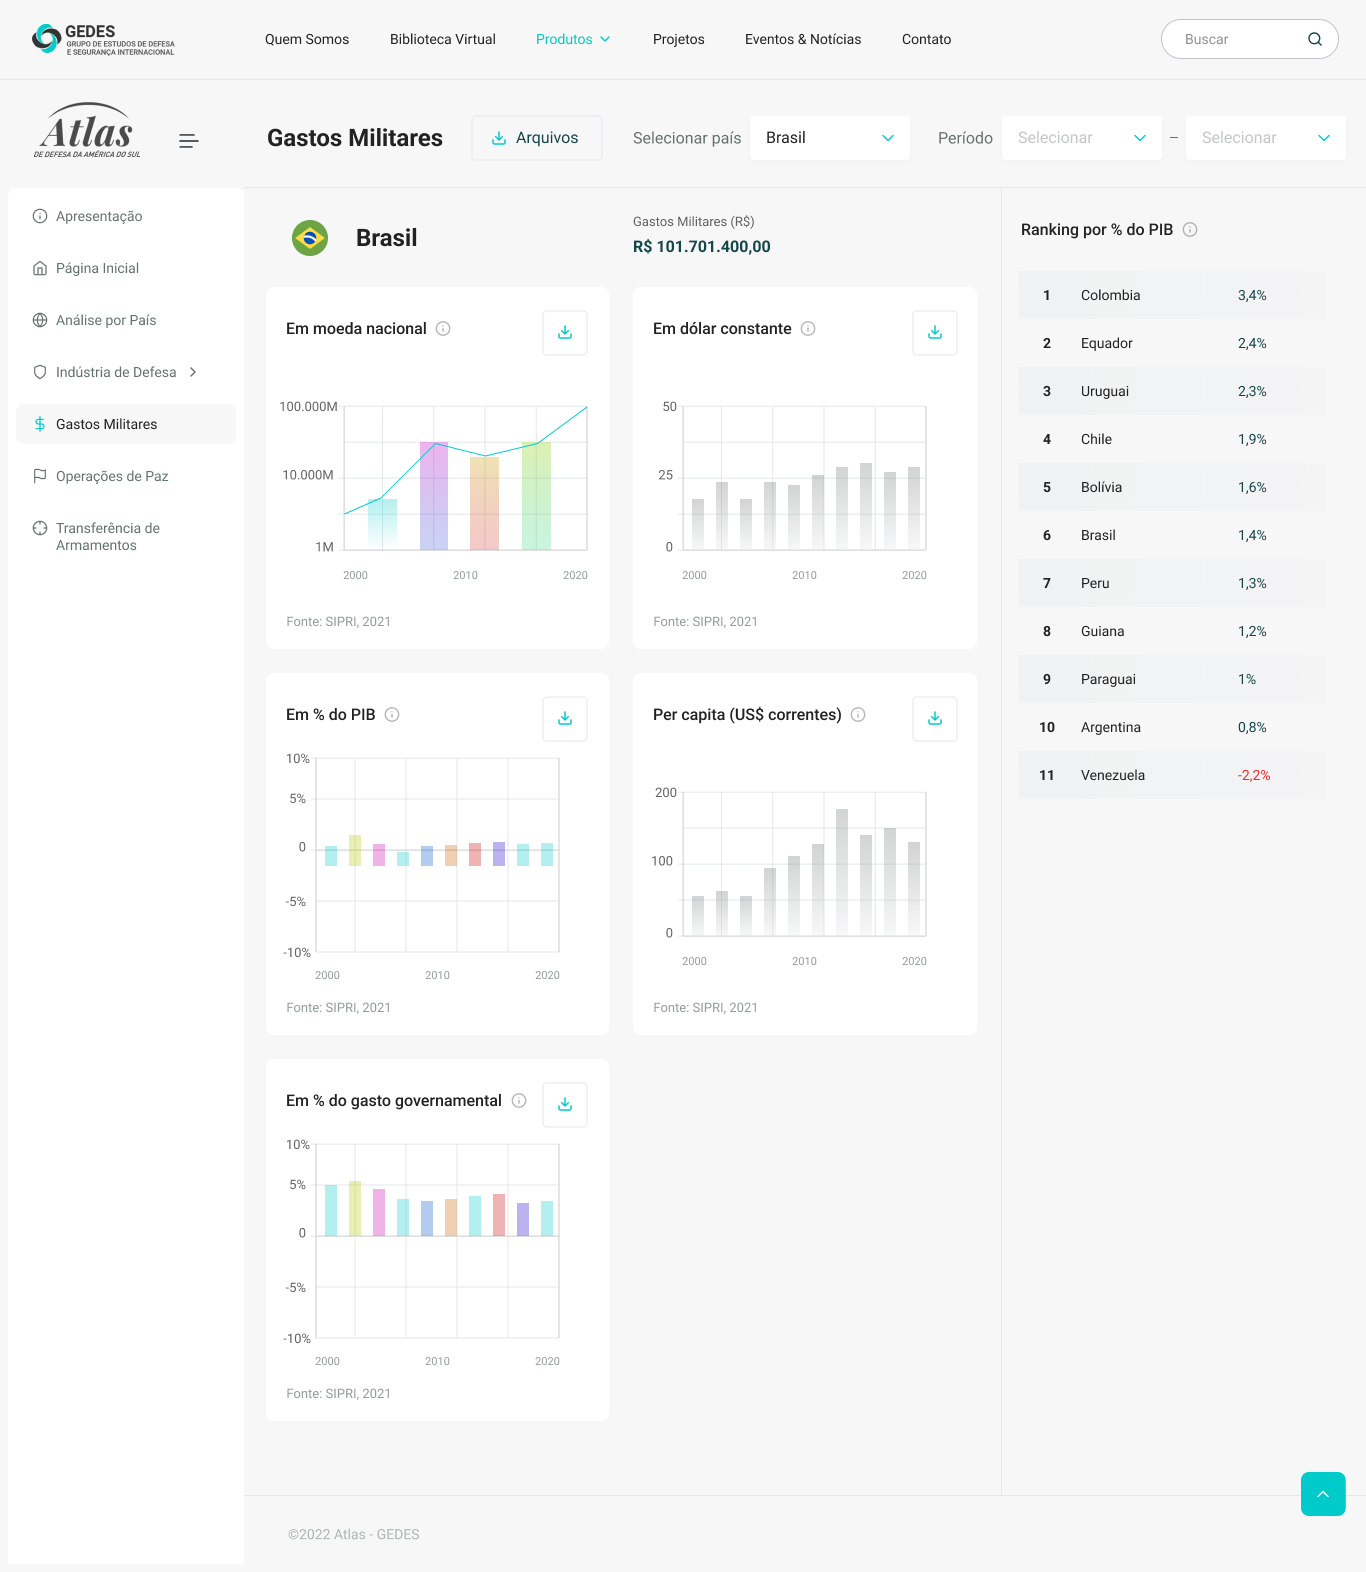 GEDES
GRUPO DE ESTUDOS DE DEFESA
E SEGURANÇA INTERNACIONAL
Quem Somos
Biblioteca Virtual
Produtos
Projetos
Eventos & Notícias
Contato
Buscar
Atlas
DE DEFESA DA AMÉRICA DO SUL
Gastos Militares
Arquivos
Selecionar país
Brasil
Período
Selecionar
–
Selecionar
Apresentação
Página Inicial
Análise por País
Indústria de Defesa
Gastos Militares
Operações de Paz
Transferência de
Armamentos
Brasil
Gastos Militares (R$)
R$ 101.701.400,00
Em moeda nacional
100.000M
10.000M
1M
2000
2010
2020
Fonte: SIPRI, 2021
Em dólar constante
50
25
0
2000
2010
2020
Fonte: SIPRI, 2021
Em % do PIB
10%
5%
0
-5%
-10%
2000
2010
2020
Fonte: SIPRI, 2021
Per capita (US$ correntes)
200
100
0
2000
2010
2020
Fonte: SIPRI, 2021
Em % do gasto governamental
10%
5%
0
-5%
-10%
2000
2010
2020
Fonte: SIPRI, 2021
Ranking por % do PIB
1 Colombia 3,4%
2 Equador 2,4%
3 Uruguai 2,3%
4 Chile 1,9%
5 Bolívia 1,6%
6 Brasil 1,4%
7 Peru 1,3%
8 Guiana 1,2%
9 Paraguai 1%
10 Argentina 0,8%
11 Venezuela -2,2%
©2022 Atlas - GEDES